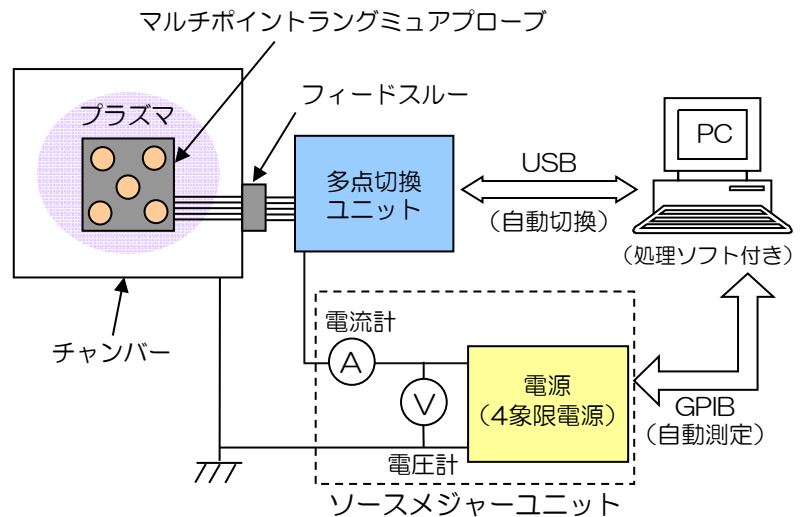 マルチポイントラングミュアプローブ
フィードスルー
プラズマ
PC
多点切換
ユニット
USB
（自動切換）
（処理ソフト付き）
チャンバー
電流計
A
V
電源
（4象限電源）
GPIB
（自動測定）
電圧計
ソースメジャーユニット